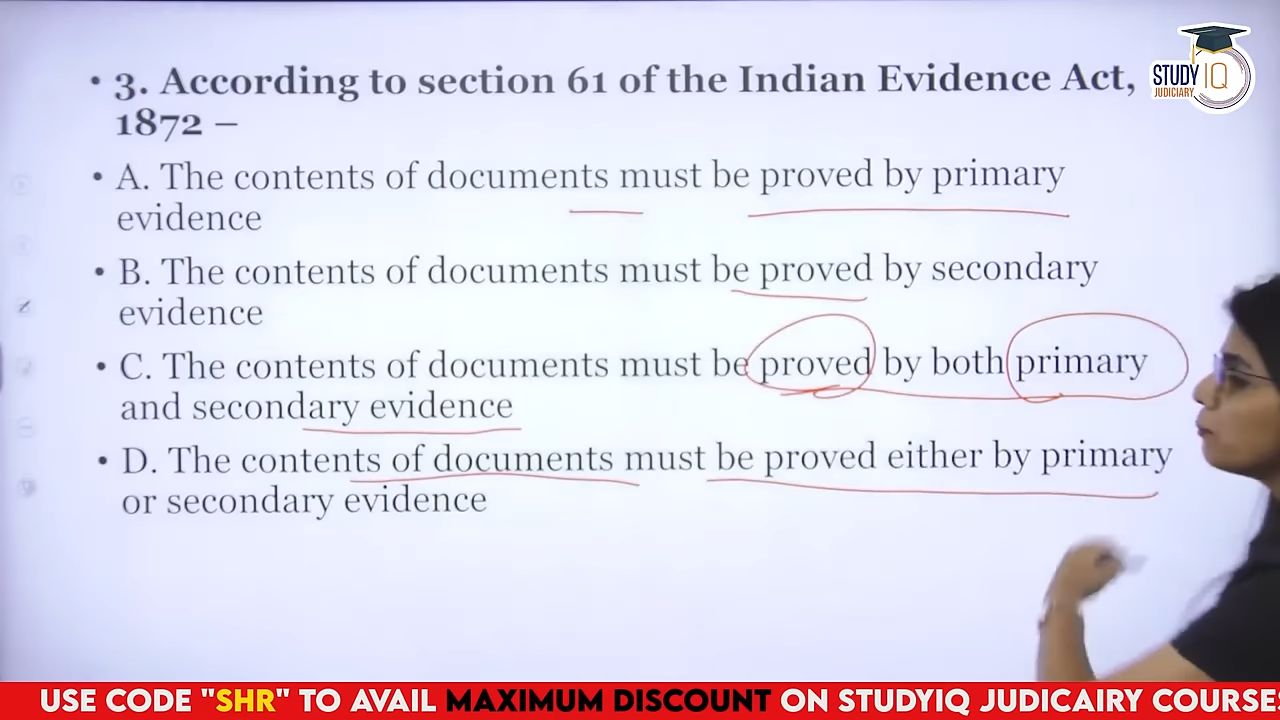 STUDY IQ
JUDICIARY
• 3. According to section 61 of the Indian Evidence Act,
1872 –
• A. The contents of documents must be proved by primary
evidence
• B. The contents of documents must be proved by secondary
evidence
• C. The contents of documents must be proved by both primary
and secondary evidence
• D. The contents of documents must be proved either by primary
or secondary evidence
USE CODE "SHR" TO AVAIL MAXIMUM DISCOUNT ON STUDYIQ JUDICAIRY COURSES